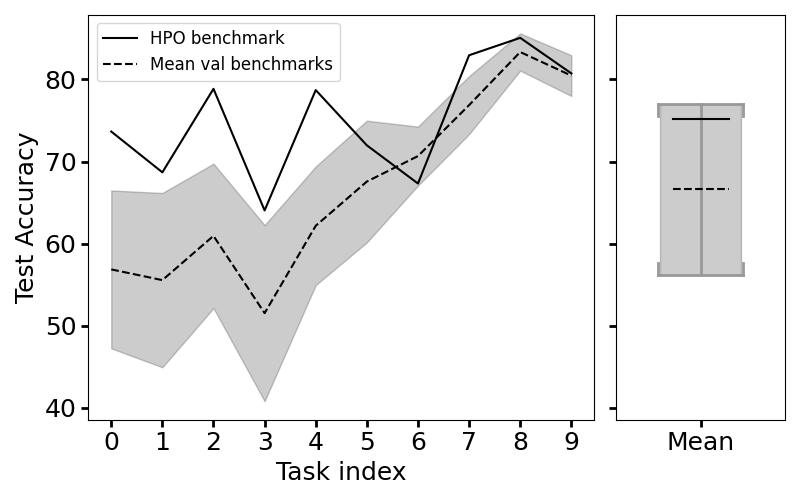 HPO benchmark
Mean val benchmarks
Test Accuracy
80
70
60
50
40
0 1 2 3 4 5 6 7 8 9
Task index
Mean